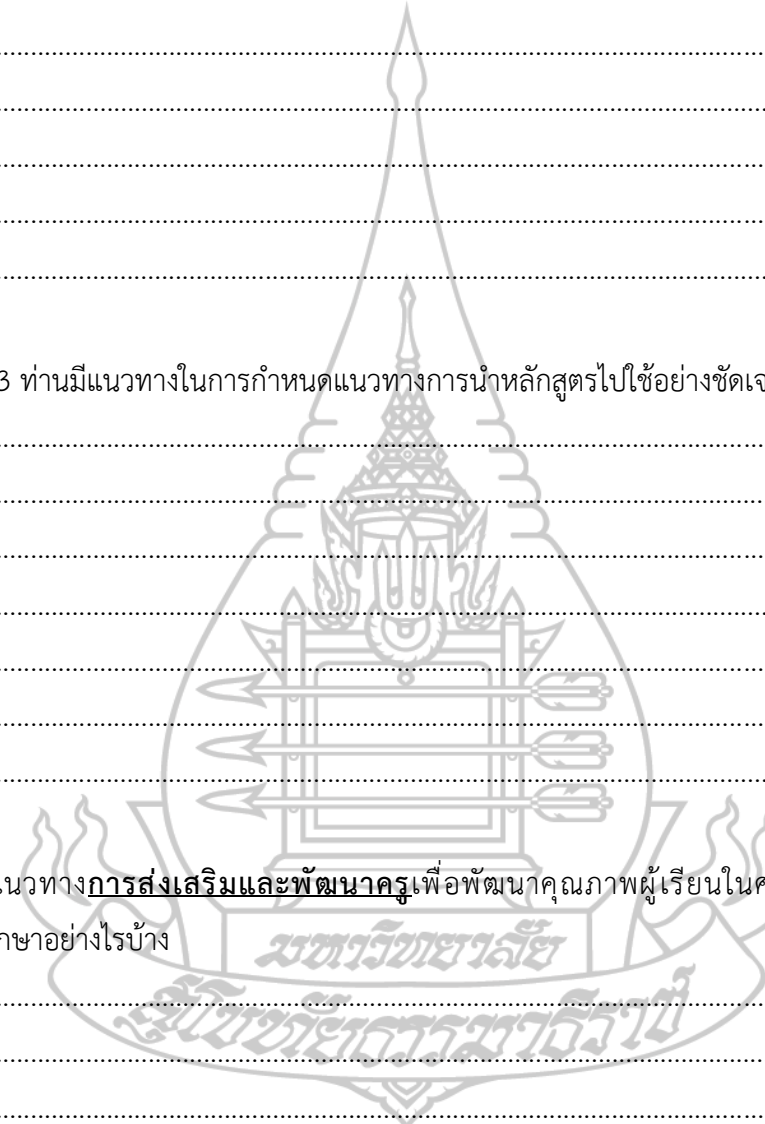 3 ท่านมีแนวทางในการกำหนดแนวทางการนำหลักสูตรไปใช้อย่างชัดเจ
แนวทางการส่งเสริมและพัฒนาครูเพื่อพัฒนาคุณภาพผู้เรียนในศ
กษาอย่างไรบ้าง
มหาวิทยาลัย
สุโขทัยธรรมาธิราช